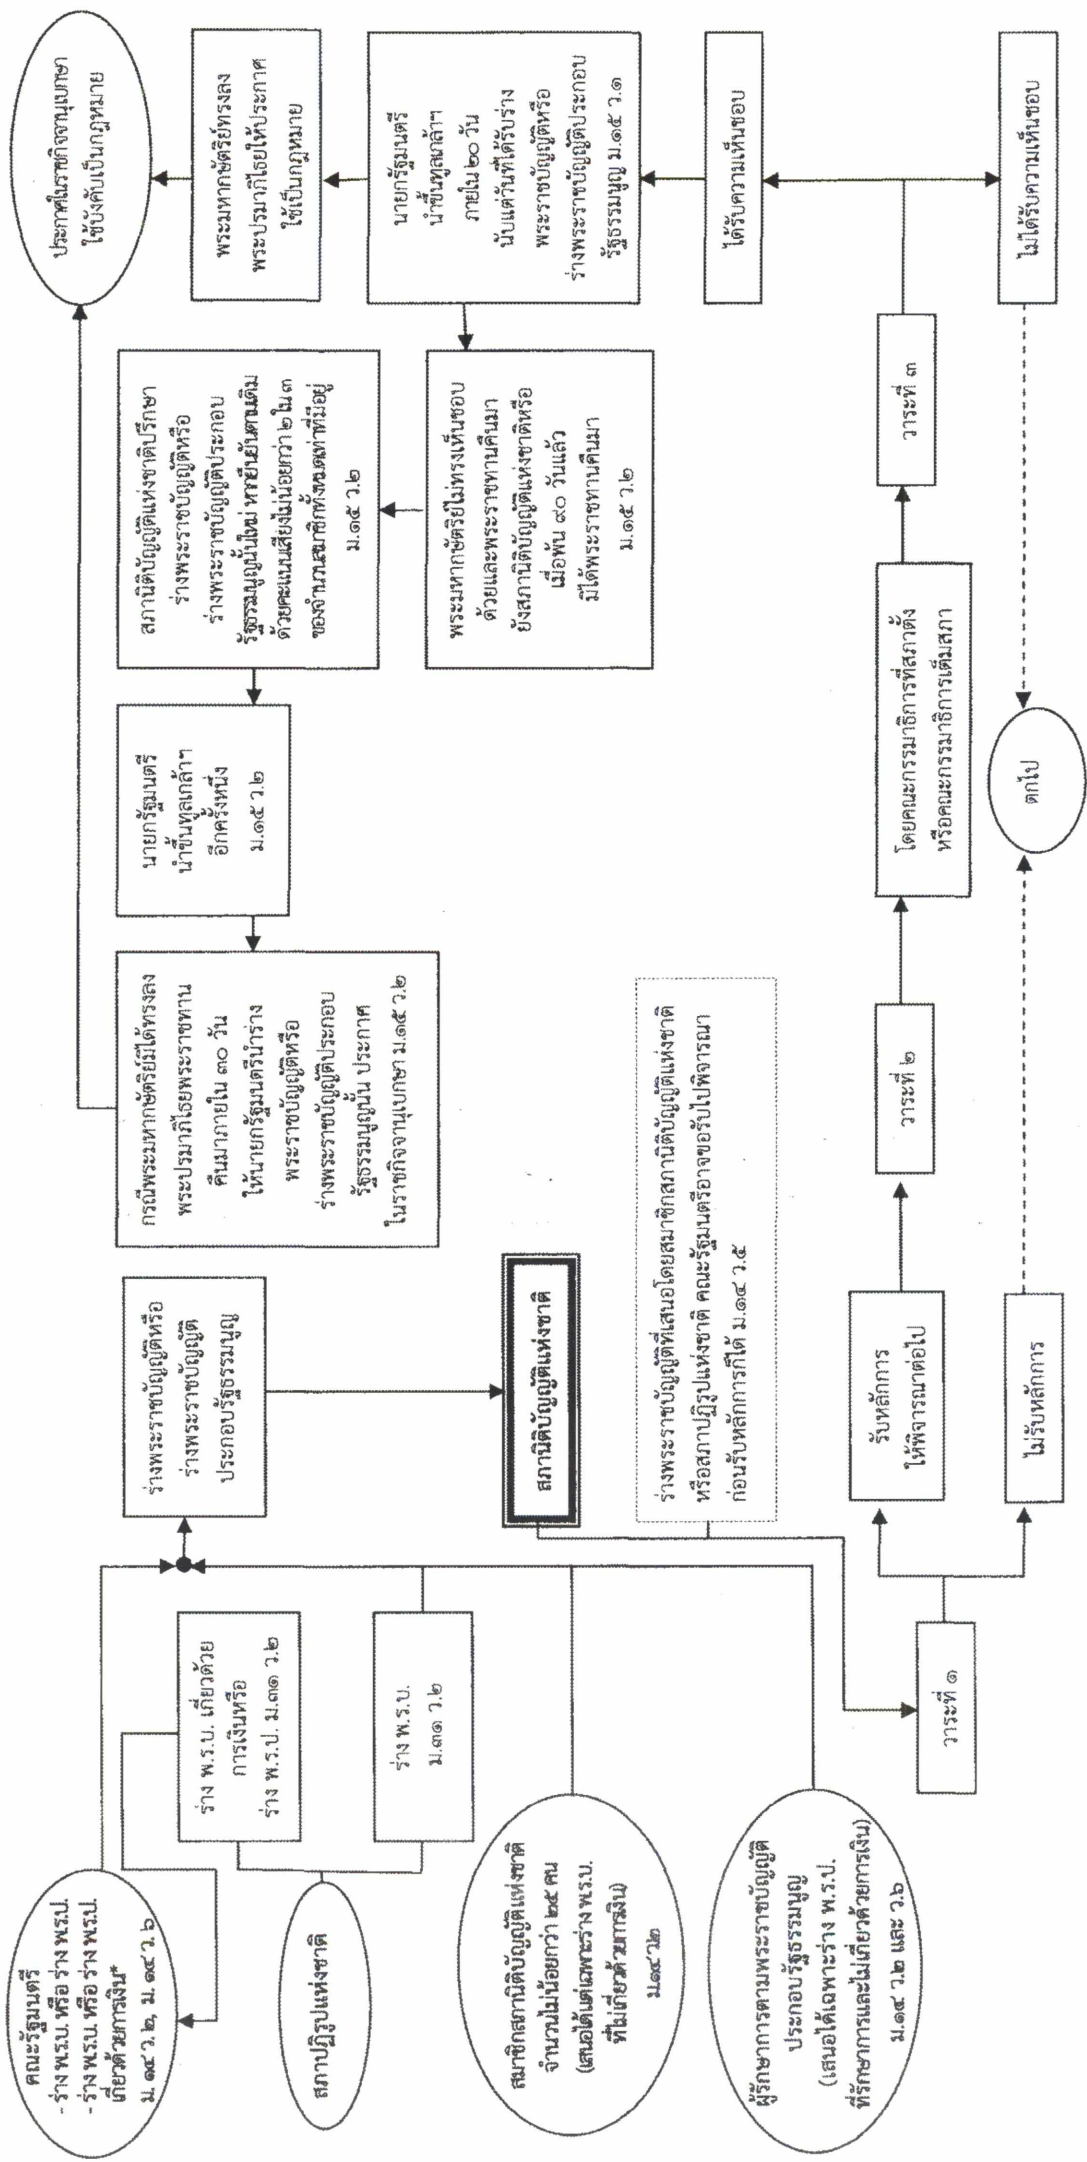 คณะรัฐมนตรี
- ร่าง พ.ร.บ. หรือ ร่าง พ.ร.ป.
- ร่าง พ.ร.บ. หรือ ร่าง พ.ร.ป.
เกี่ยวด้วยการเงิน*
ม. ๑๔ ว.๒, ม. ๑๔ ว. ๖
ร่าง พ.ร.บ. เกี่ยวด้วย
การเงินหรือ
ร่าง พ.ร.ป. ม.๓๑ ว.๒
สภาปฏิรูปแห่งชาติ
ร่าง พ.ร.บ.
ม.๓๑ ว.๒
สมาชิกสภานิติบัญญัติแห่งชาติ
จำนวนไม่น้อยกว่า ๒๕ คน
(เสนอได้แต่เฉพาะร่าง พ.ร.บ.
ที่ไม่เกี่ยวด้วยการเงิน)
ม.๑๔ ว.๒
ผู้รักษาการตามพระราชบัญญัติ
ประกอบรัฐธรรมนูญ
(เสนอได้เฉพาะร่าง พ.ร.ป.
ที่รักษาการและไม่เกี่ยวด้วยการเงิน)
ม.๑๔ ว.๒ และ ว.๖
ร่างพระราชบัญญัติหรือ
ร่างพระราชบัญญัติ
ประกอบรัฐธรรมนูญ
สภานิติบัญญัติแห่งชาติ
ร่างพระราชบัญญัติที่เสนอโดยสมาชิกสภานิติบัญญัติแห่งชาติ
หรือสภาปฏิรูปแห่งชาติ คณะรัฐมนตรีอาจขอรับไปพิจารณา
ก่อนรับหลักการก็ได้ ม.๑๔ ว.๕
วาระที่ ๑
รับหลักการ
ให้พิจารณาต่อไป
ไม่รับหลักการ
วาระที่ ๒
โดยคณะกรรมาธิการที่สภาตั้ง
หรือคณะกรรมาธิการเต็มสภา
ตกไป
วาระที่ ๓
ได้รับความเห็นชอบ
ไม่ได้รับความเห็นชอบ
นายกรัฐมนตรี
นำขึ้นทูลเกล้าฯ
ภายใน ๒๐ วัน
นับแต่วันที่ได้รับร่าง
พระราชบัญญัติหรือ
ร่างพระราชบัญญัติประกอบ
รัฐธรรมนูญ ม.๑๕ ว.๑
พระมหากษัตริย์ทรงลง
พระปรมาภิไธยให้ประกาศ
ใช้เป็นกฎหมาย
ประกาศในราชกิจจานุเบกษา
ใช้บังคับเป็นกฎหมาย
พระมหากษัตริย์ไม่ทรงเห็นชอบ
ด้วยและพระราชทานคืนมา
ยังสภานิติบัญญัติแห่งชาติหรือ
เมื่อพ้น ๙๐ วันแล้ว
มิได้พระราชทานคืนมา
ม.๑๕ ว.๒
สภานิติบัญญัติแห่งชาติปรึกษา
ร่างพระราชบัญญัติหรือ
ร่างพระราชบัญญัติประกอบ
รัฐธรรมนูญนั้นใหม่ หากยืนยันตามเดิม
ด้วยคะแนนเสียงไม่น้อยกว่า ๒ ใน ๓
ของจำนวนสมาชิกทั้งหมดเท่าที่มีอยู่
ม.๑๕ ว.๒
นายกรัฐมนตรี
นำขึ้นทูลเกล้าฯ
อีกครั้งหนึ่ง
ม.๑๕ ว.๒
กรณีพระมหากษัตริย์มิได้ทรงลง
พระปรมาภิไธยพระราชทาน
คืนมาภายใน ๓๐ วัน
ให้นายกรัฐมนตรีนำร่าง
พระราชบัญญัติหรือ
ร่างพระราชบัญญัติประกอบ
รัฐธรรมนูญนั้น ประกาศ
ในราชกิจจานุเบกษา ม.๑๕ ว.๒